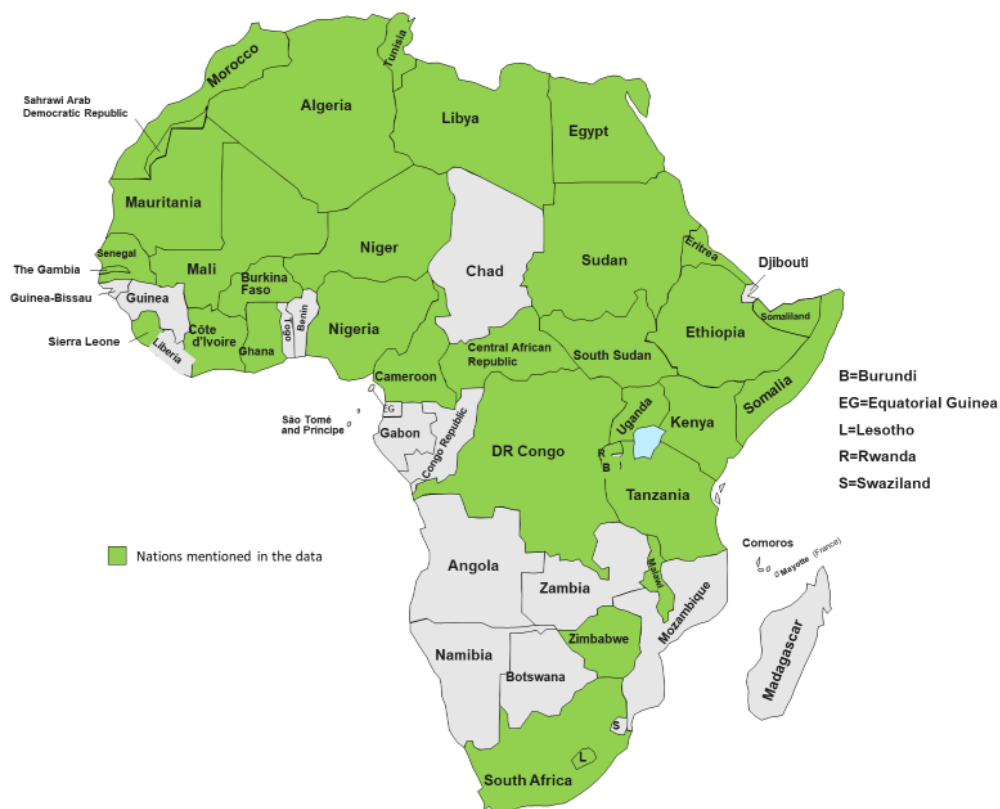 Morocco
Tunisia
Sahrawi Arab
Democratic Republic
Algeria
Libya
Egypt
Mauritania
Niger
Chad
Sudan
Eritrea
Djibouti
Senegal
The Gambia
Mali
Burkina
Faso
Guinea-Bissau
Guinea
Somaliland
Sierra Leone
Liberia
Côte
d'Ivoire
Ghana
Togo
Benin
Nigeria
Ethiopia
Central African
Republic
South Sudan
Cameroon
Somalia
B=Burundi
EG=Equatorial Guinea
L=Lesotho
R=Rwanda
S=Swaziland
São Tomé
and Principe
EG
Gabon
Congo Republic
DR Congo
Uganda
Kenya
R
B
Tanzania
Nations mentioned in the data
Comoros
Mayotte (France)
Angola
Zambia
Malawi
Mozambique
Madagascar
Zimbabwe
Namibia
Botswana
S
L
South Africa